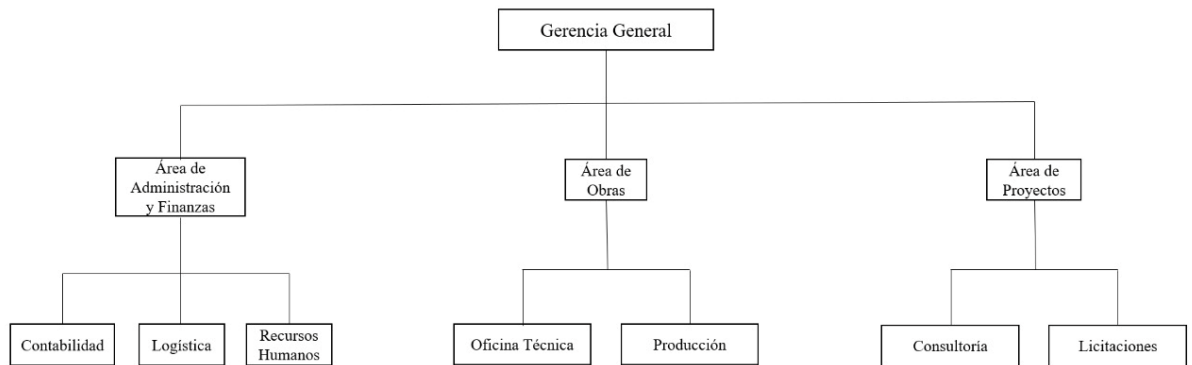 Gerencia General
Área de
Administración
y Finanzas
Área de
Obras
Área de
Proyectos
Contabilidad
Logística
Recursos
Humanos
Oficina Técnica
Producción
Consultoría
Licitaciones